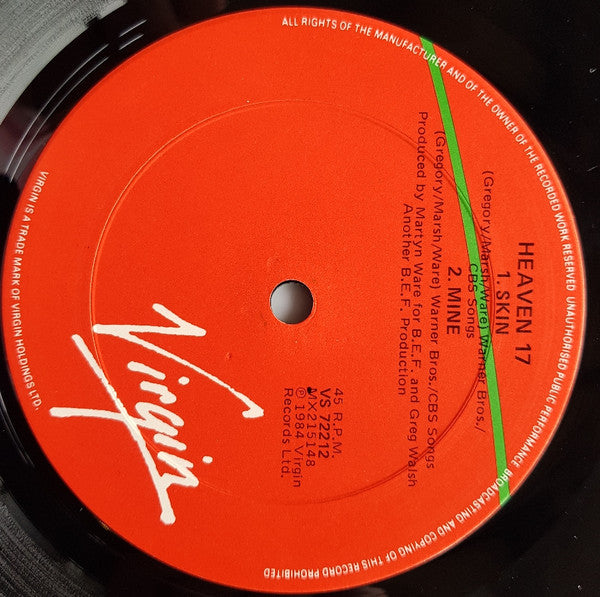 HEAVEN 17
1. SKIN
(Gregory/Marsh/Ware) Warner Bros./
CBS Songs
2. MINE
(Gregory/Marsh/Ware) Warner Bros./CBS Songs
Produced by Martyn Ware for B.E.F. and Greg Walsh
Another B.E.F. Production
45 R.P.M.
VS 72212
MX215148
℗ 1984 Virgin
Records Ltd.
Virgin
ALL RIGHTS OF THE MANUFACTURER AND OF THE OWNER OF THE RECORDED WORK RESERVED UNAUTHORISED PUBLIC PERFORMANCE BROADCASTING AND COPYING OF THIS RECORD PROHIBITED
VIRGIN IS A TRADE MARK OF VIRGIN HOLDINGS LTD.